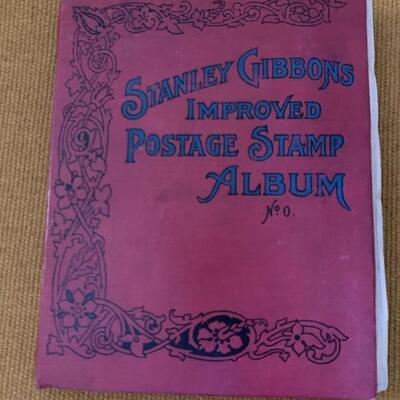 STANLEY GIBBONS
IMPROVED
POSTAGE STAMP
ALBUM
No 0.